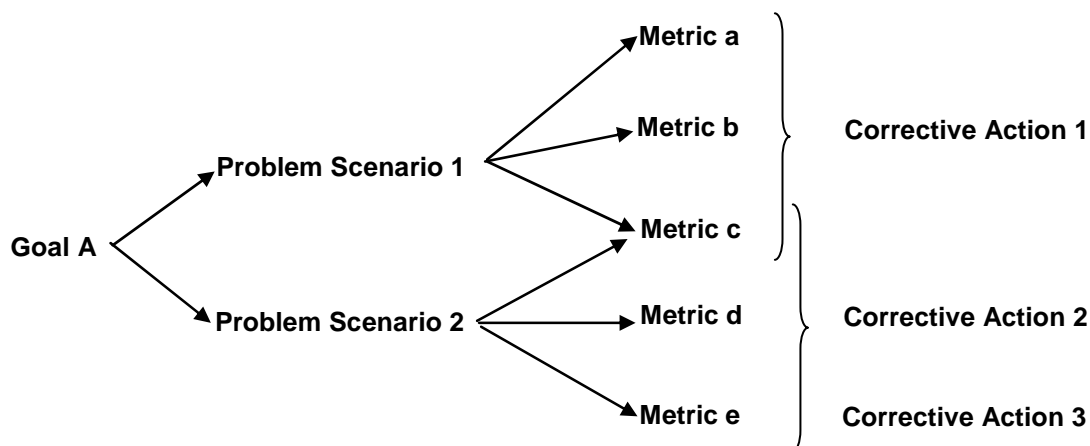 Goal A
Problem Scenario 1
Problem Scenario 2
Metric a
Metric b
Metric c
Metric d
Metric e
Corrective Action 1
Corrective Action 2
Corrective Action 3